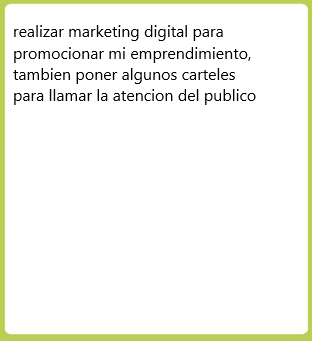 realizar marketing digital para
promocionar mi emprendimiento,
tambien poner algunos carteles
para llamar la atencion del publico